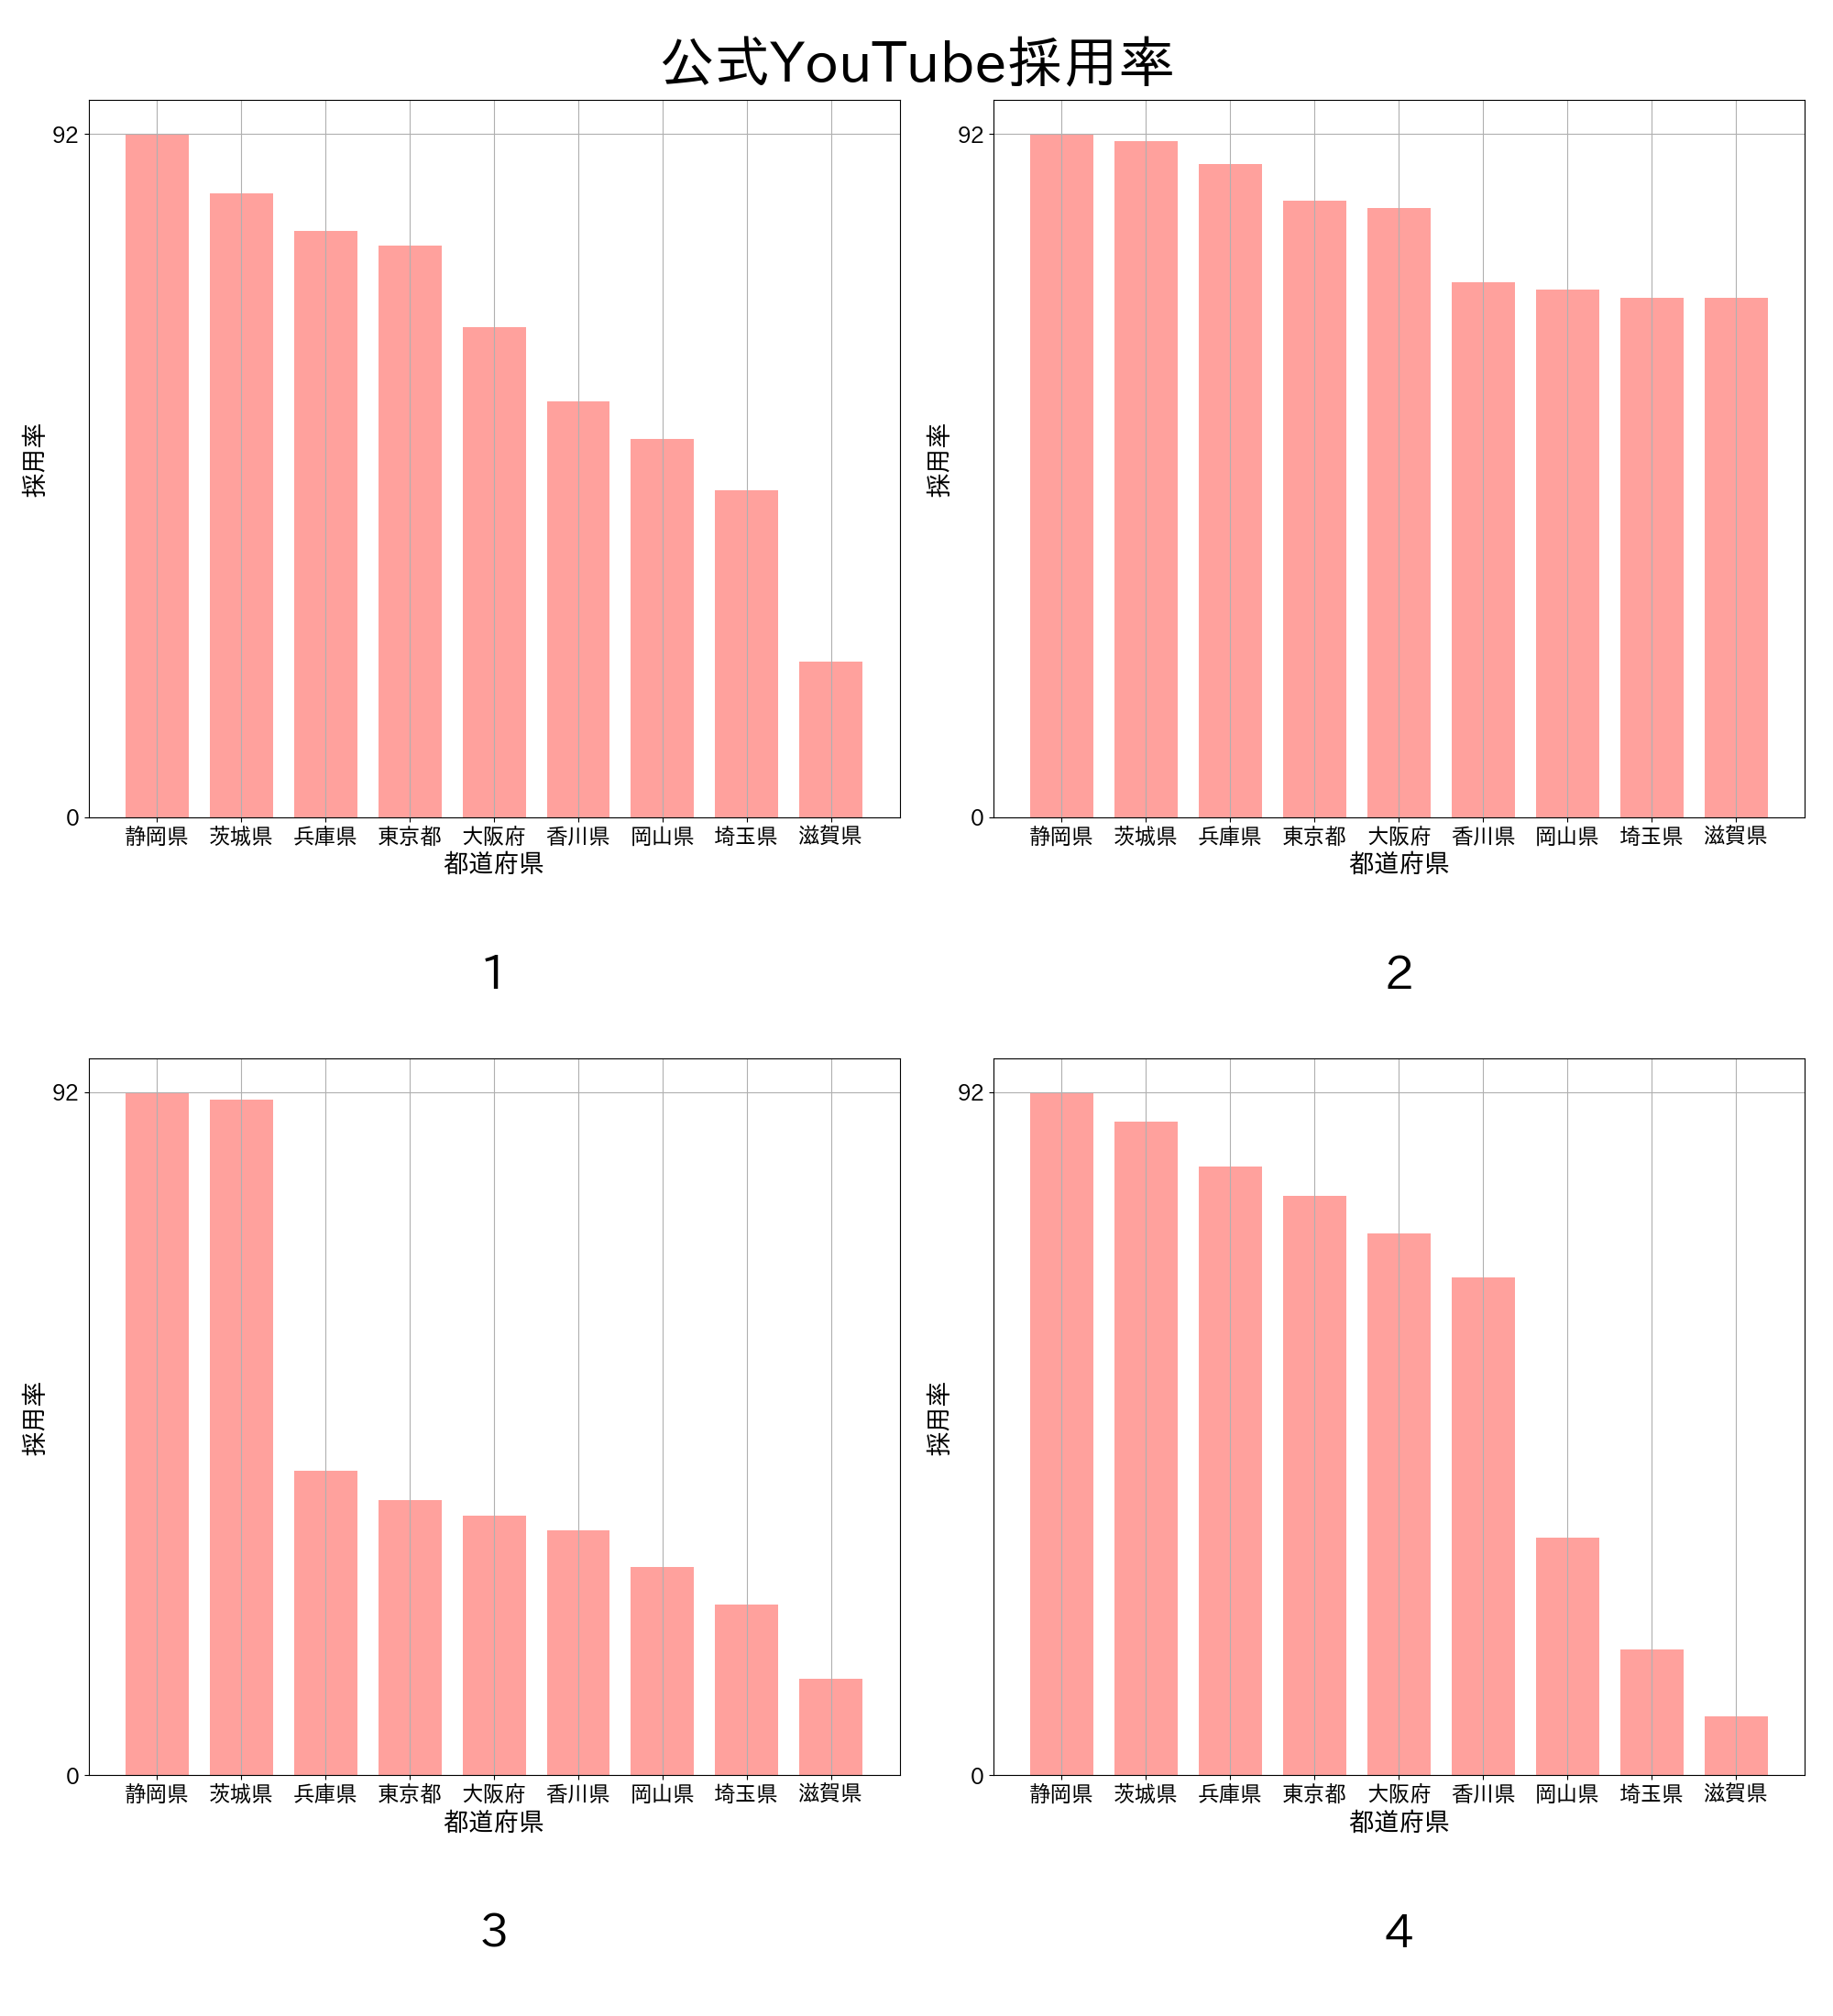 公式YouTube採用率
92
0
採用率
静岡県 茨城県 兵庫県 東京都 大阪府 香川県 岡山県 埼玉県 滋賀県
都道府県
1
92
0
採用率
静岡県 茨城県 兵庫県 東京都 大阪府 香川県 岡山県 埼玉県 滋賀県
都道府県
2
92
0
採用率
静岡県 茨城県 兵庫県 東京都 大阪府 香川県 岡山県 埼玉県 滋賀県
都道府県
3
92
0
採用率
静岡県 茨城県 兵庫県 東京都 大阪府 香川県 岡山県 埼玉県 滋賀県
都道府県
4